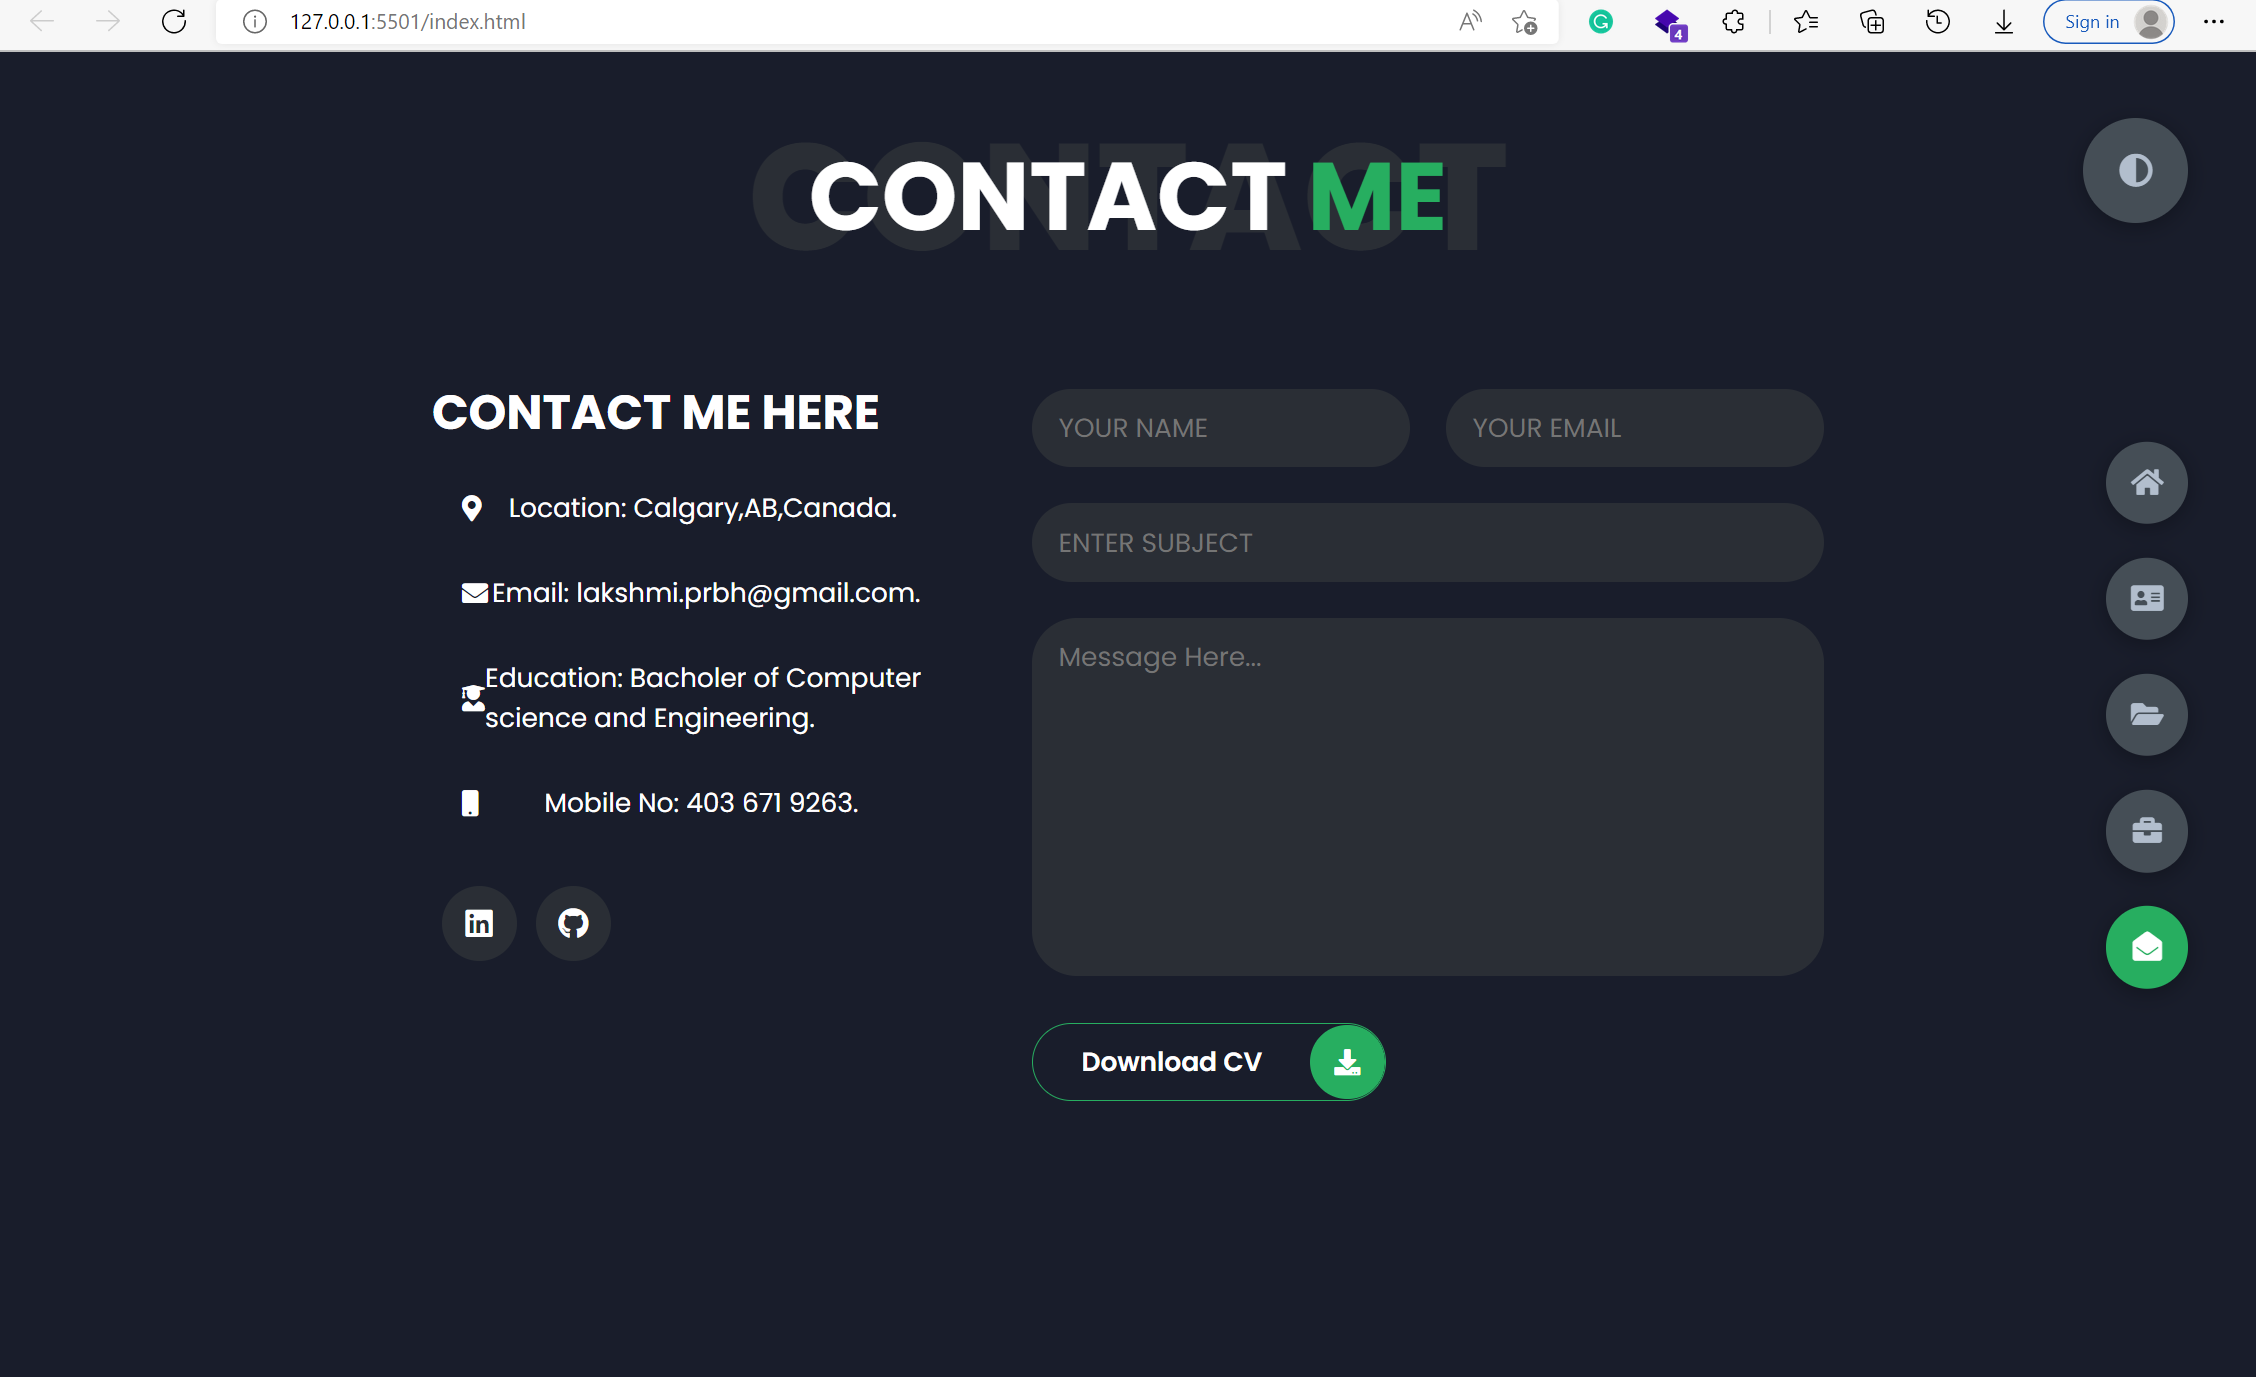 127.0.0.1:5501/index.html
4
Sign in
CONTACT
CONTACT ME
CONTACT ME HERE
Location: Calgary,AB,Canada.
Email: lakshmi.prbh@gmail.com.
Education: Bacholer of Computer
science and Engineering.
Mobile No: 403 671 9263.
in
YOUR NAME
YOUR EMAIL
ENTER SUBJECT
Message Here...
Download CV